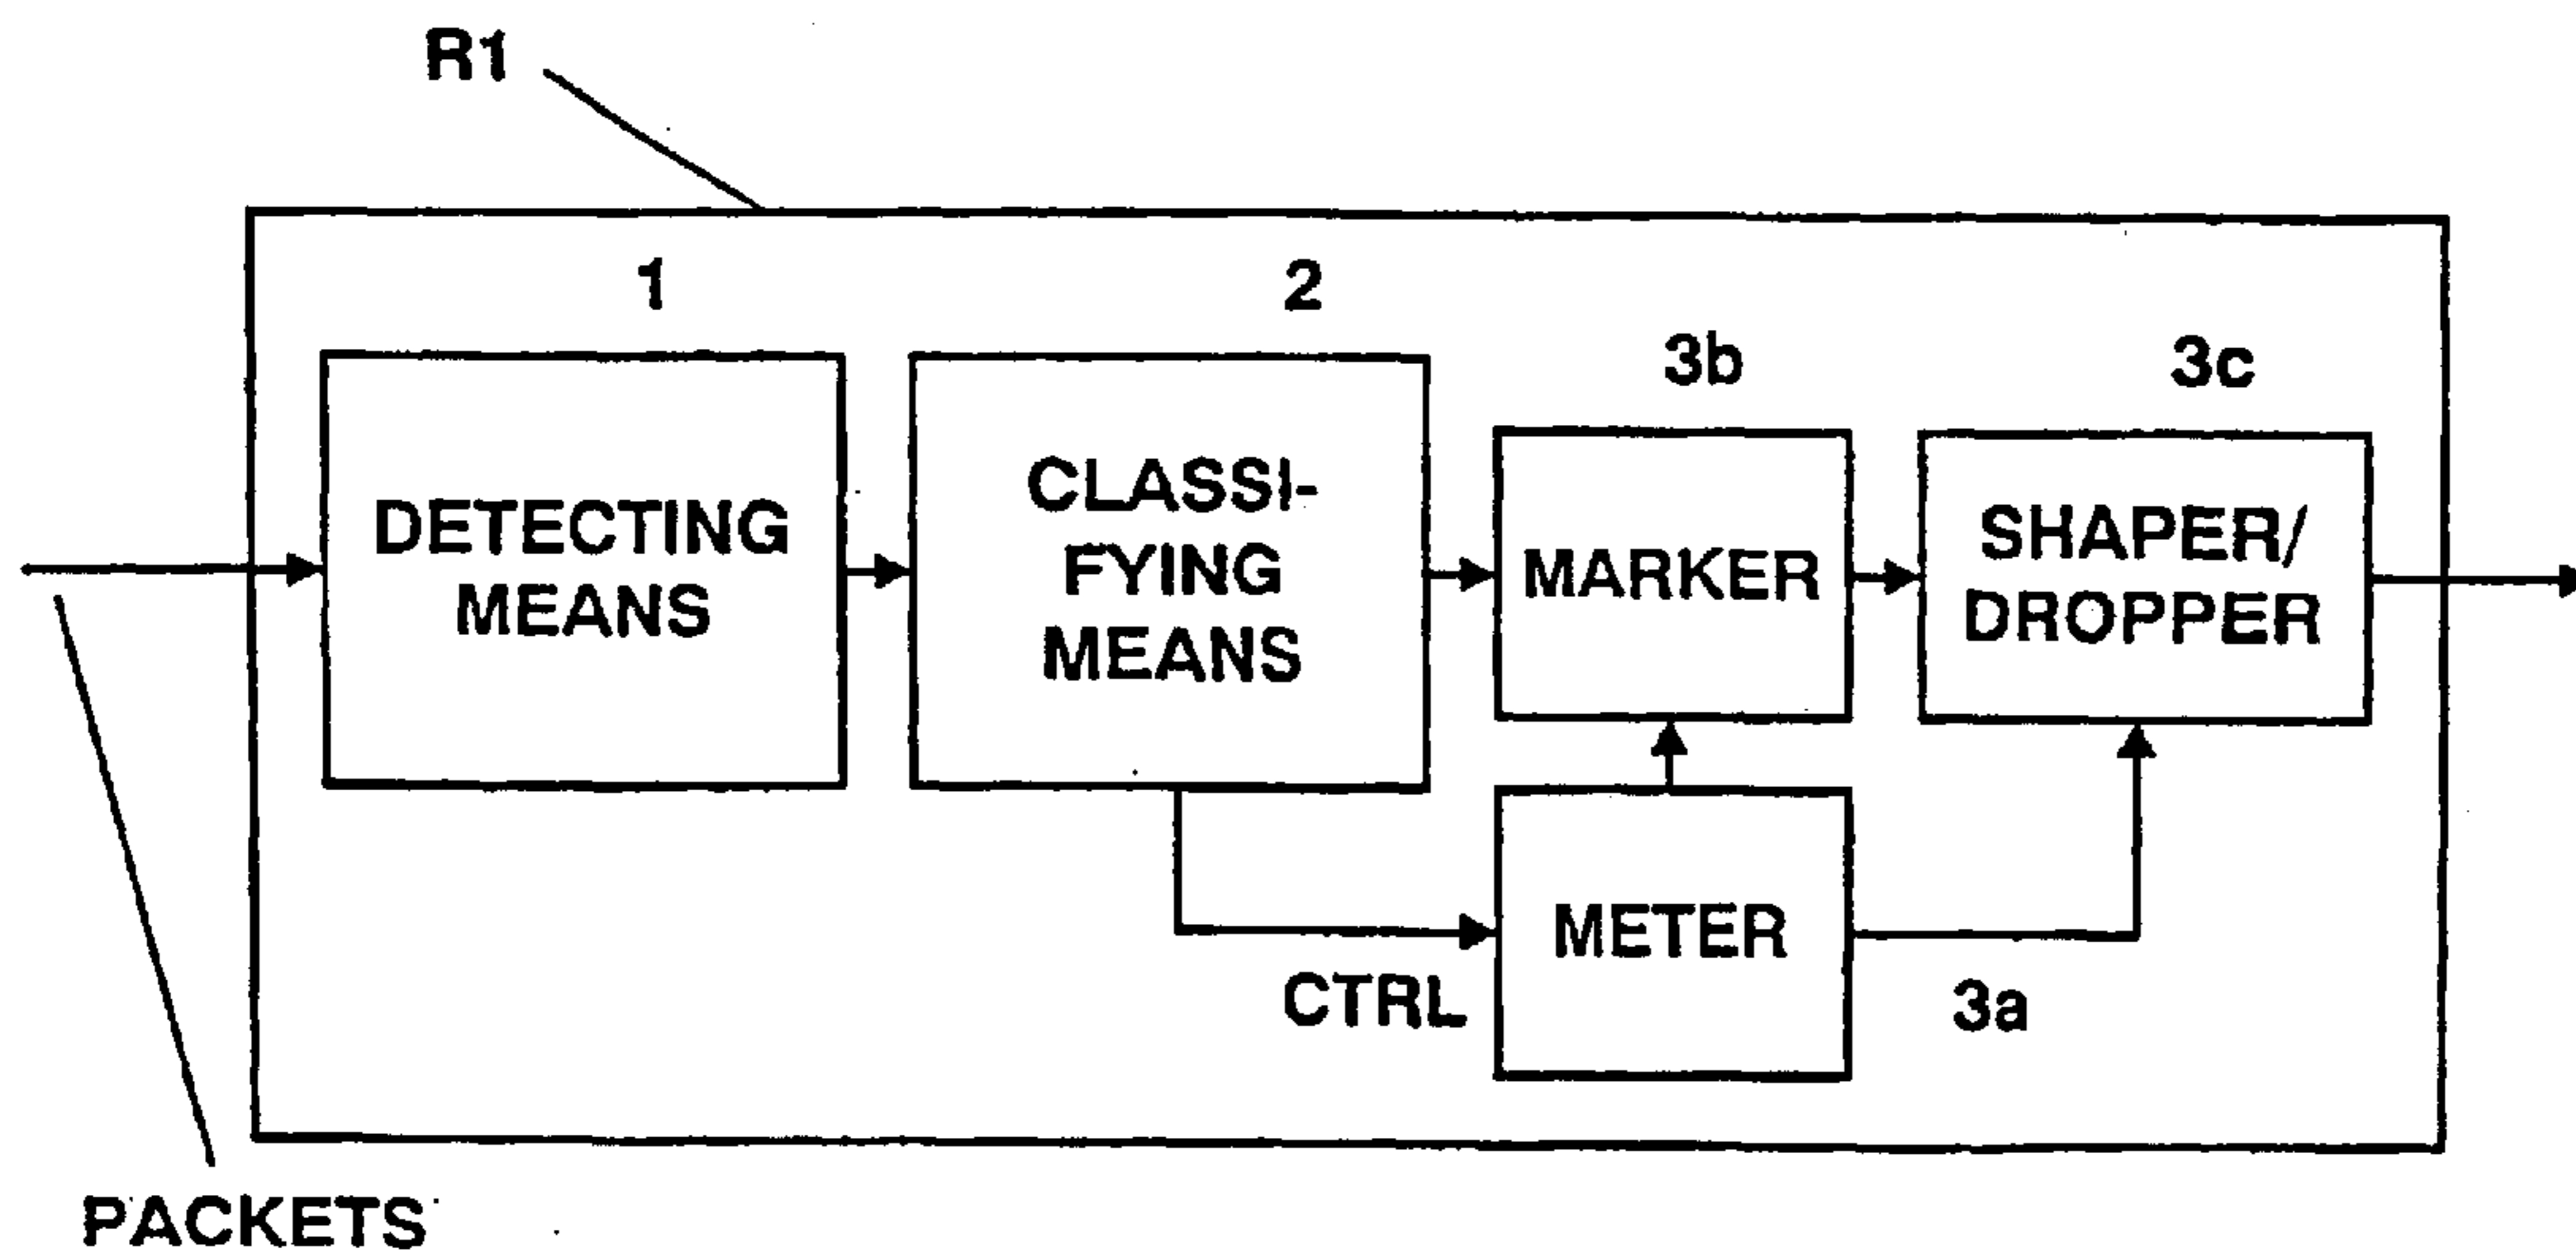 R1
1
2
3b
3c
DETECTING
MEANS
CLASSI-
FYING
MEANS
MARKER
SHAPER/
DROPPER
METER
CTRL
3a
PACKETS